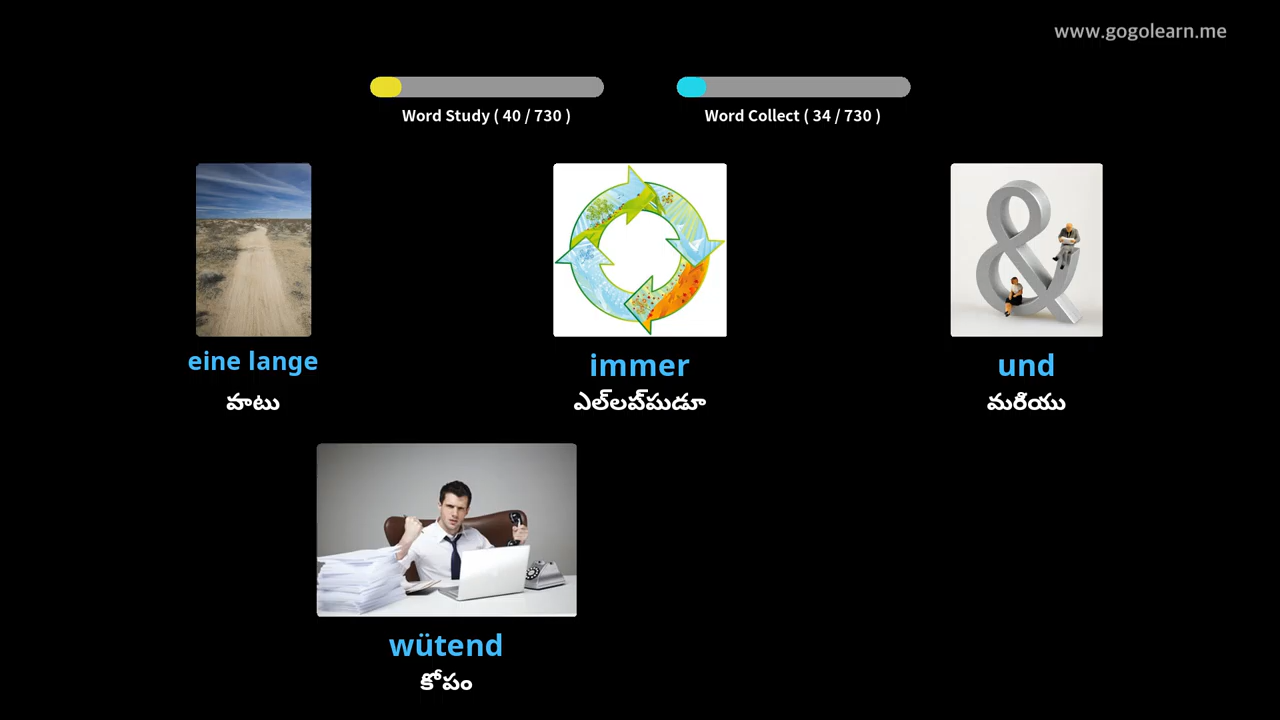 www.gogolearn.me
Word Study ( 40 / 730 )
Word Collect ( 34 / 730 )
eine lange
వాటు
immer
ఎల్లప్పుడూ
und
మరియు
wütend
కోపం